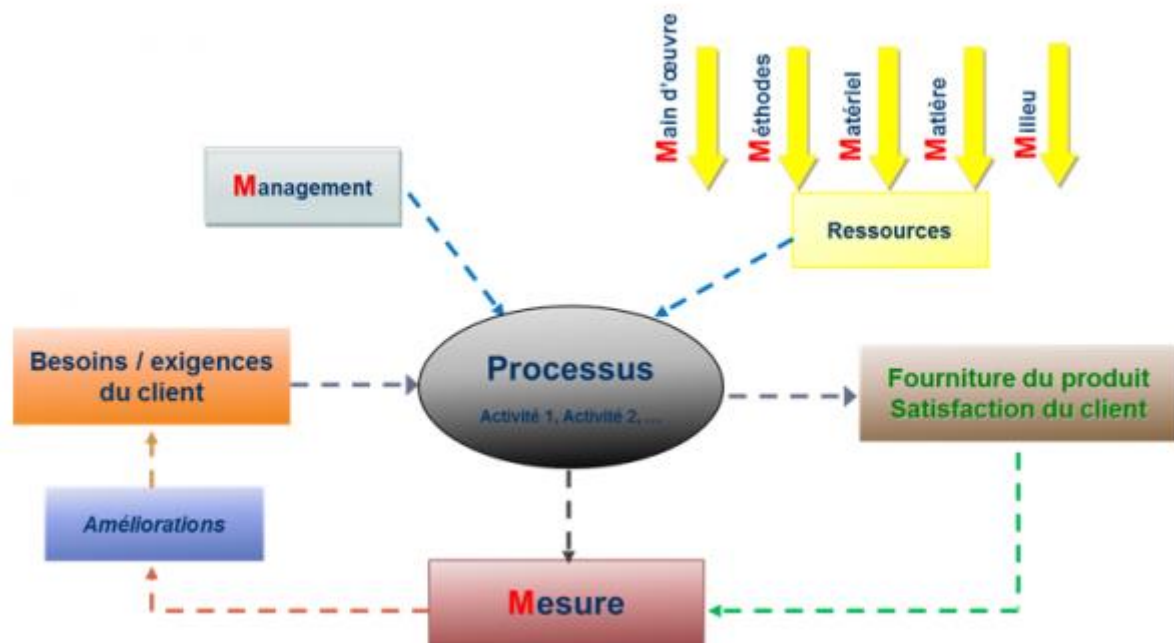 Main d'œuvre
Méthodes
Matériel
Matière
Milieu
Management
Ressources
Besoins / exigences
du client
Processus
Activité 1, Activité 2, ...
Fourniture du produit
Satisfaction du client
Améliorations
Mesure